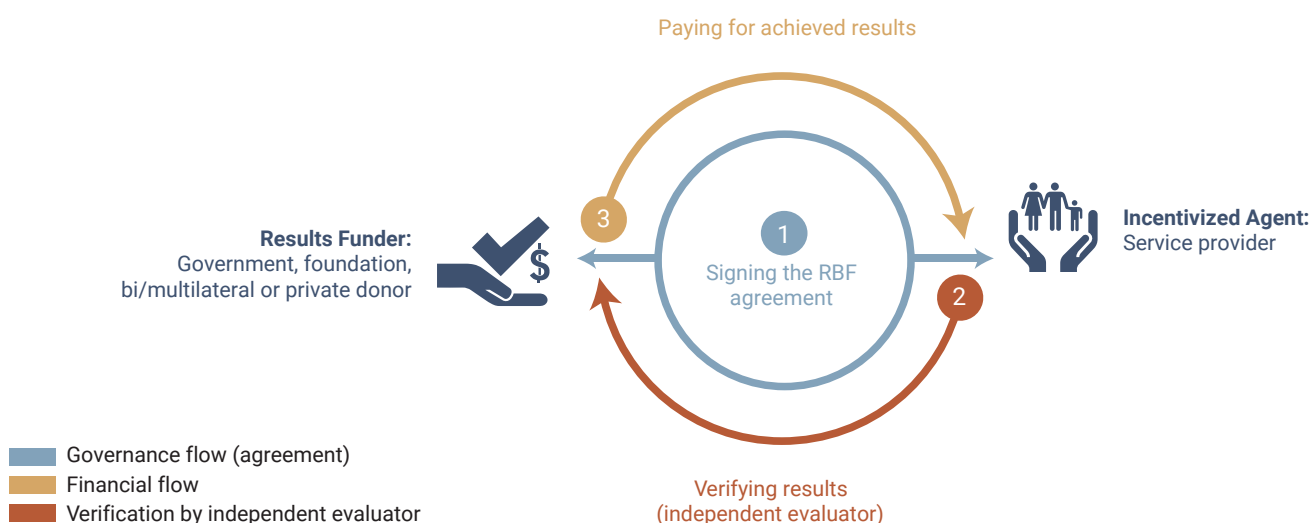 Paying for achieved results
3
Results Funder:
Government, foundation,
bi/multilateral or private donor
$
1
Signing the RBF
agreement
Incentivized Agent:
Service provider
2
Governance flow (agreement)
Financial flow
Verification by independent evaluator
Verifying results
(independent evaluator)